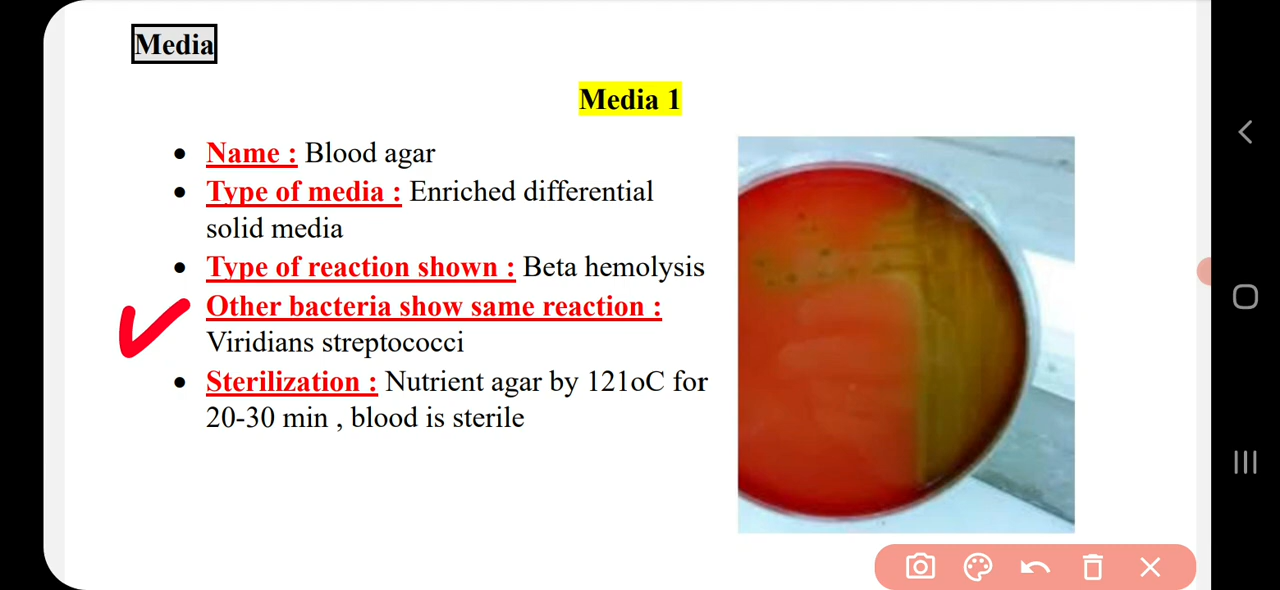 Media
Media 1
• Name : Blood agar
• Type of media : Enriched differential
solid media
• Type of reaction shown : Beta hemolysis
Other bacteria show same reaction :
Viridians streptococci
• Sterilization : Nutrient agar by 121oC for
20-30 min , blood is sterile